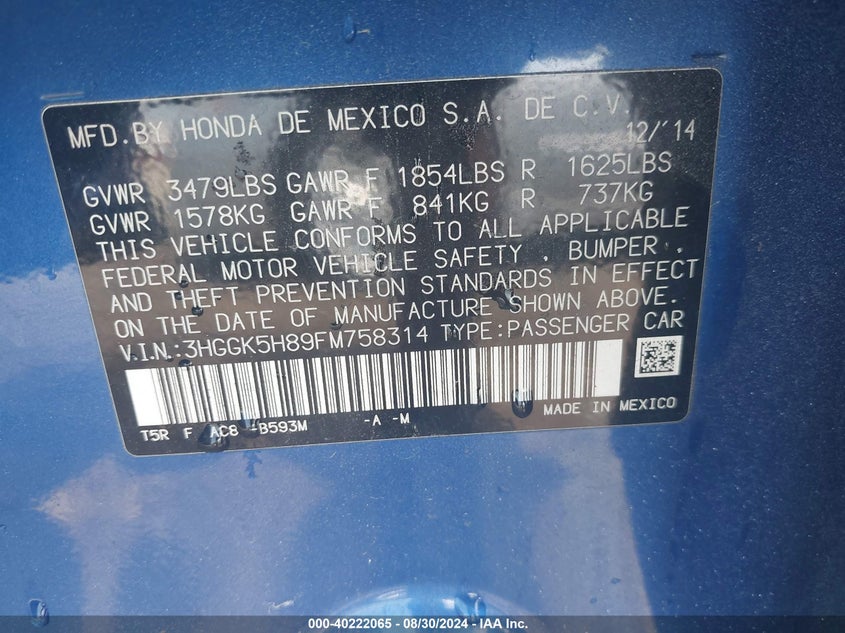 MFD.BY HONDA DE MEXICO S.A. DE C.V.
12/'14
GVWR 3479LBS GAWR F 1854LBS R 1625LBS
GVWR 1578KG GAWR F 841KG R 737KG
THIS VEHICLE CONFORMS TO ALL APPLICABLE
FEDERAL MOTOR VEHICLE SAFETY , BUMPER ,
AND THEFT PREVENTION STANDARDS IN EFFECT
ON THE DATE OF MANUFACTURE SHOWN ABOVE.
V.I.N.:3HGGK5H89FM758314 TYPE:PASSENGER CAR
MADE IN MEXICO
T5R F AC8 -B593M -A -M
000-40222065 - 08/30/2024 - IAA Inc.